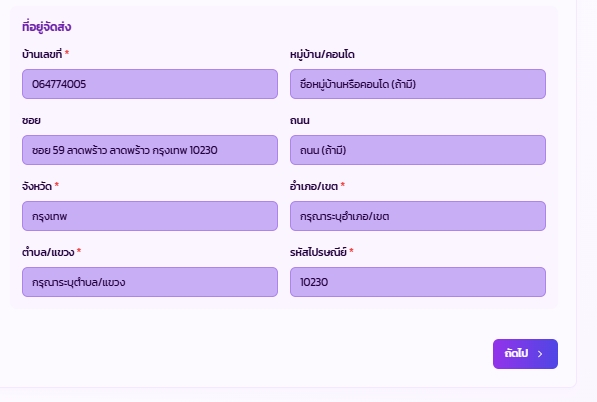 ที่อยู่จัดส่ง
บ้านเลขที่ *
หมู่บ้าน/คอนโด
064774005
ชื่อหมู่บ้านหรือคอนโด (ถ้ามี)
ซอย
ถนน
ซอย 59 ลาดพร้าว ลาดพร้าว กรุงเทพ 10230
ถนน (ถ้ามี)
จังหวัด *
อำเภอ/เขต *
กรุงเทพ
กรุณาระบุอำเภอ/เขต
ตำบล/แขวง *
รหัสไปรษณีย์ *
กรุณาระบุตำบล/แขวง
10230
ถัดไป